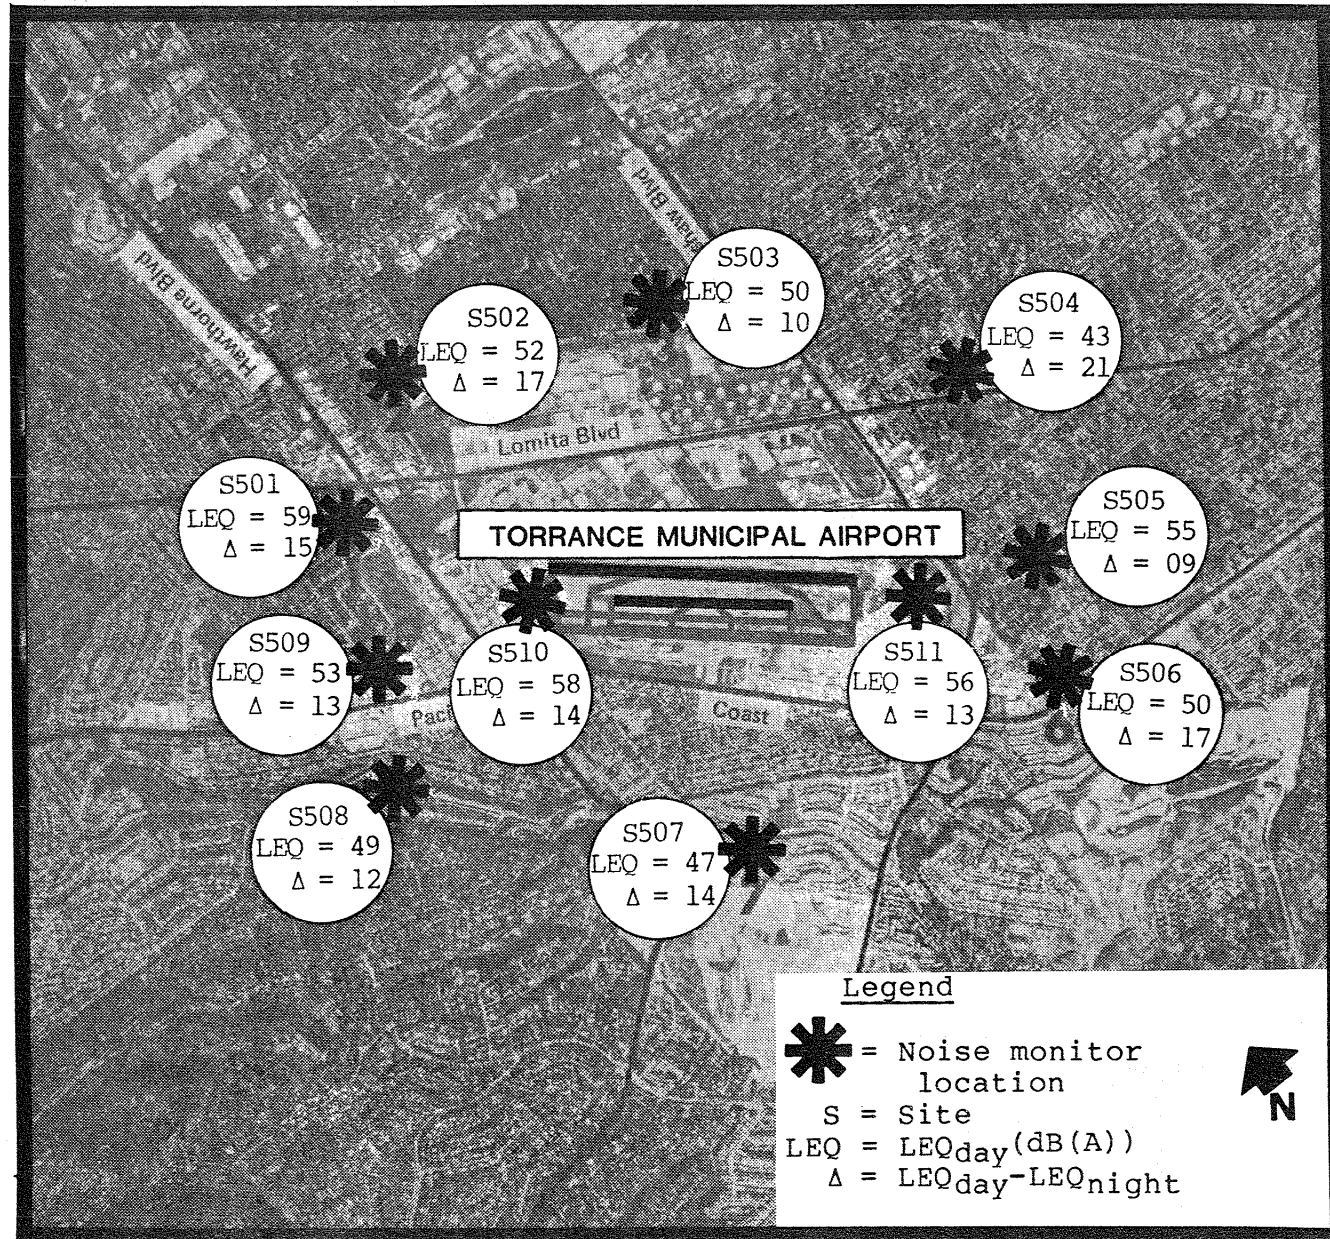 Hawthorne Blvd
shaw Blvd
S503
LEQ = 50
Δ = 10
S502
LEQ = 52
Δ = 17
S504
LEQ = 43
Δ = 21
Lomita Blvd
S501
LEQ = 59
Δ = 15
S505
LEQ = 55
Δ = 09
TORRANCE MUNICIPAL AIRPORT
S509
LEQ = 53
Δ = 13
S510
LEQ = 58
Δ = 14
S511
LEQ = 56
Δ = 13
S506
LEQ = 50
Δ = 17
Pac
Coast
S508
LEQ = 49
Δ = 12
S507
LEQ = 47
Δ = 14
Legend
= Noise monitor
location
S = Site
LEQ = LEQday(dB(A))
Δ = LEQday-LEQnight
N